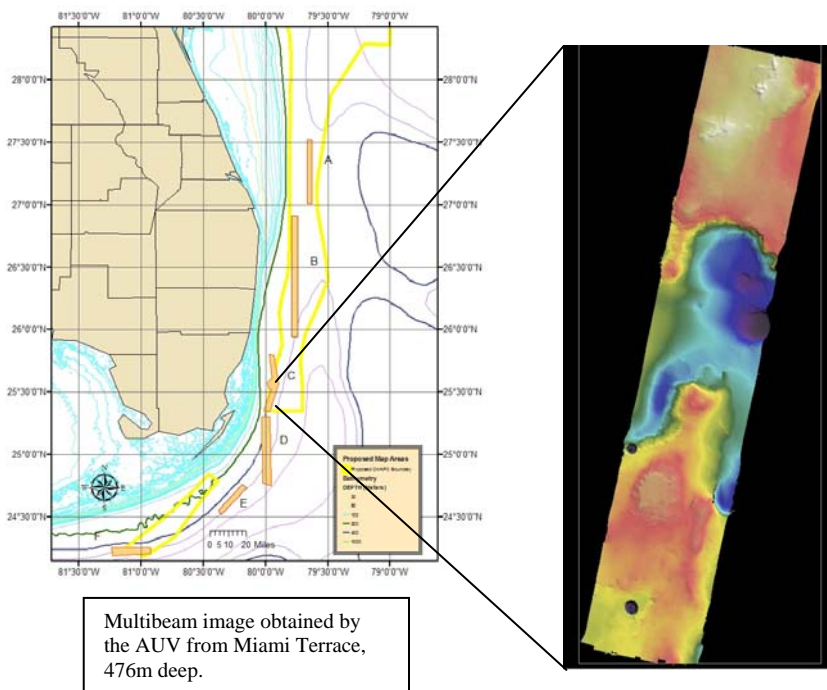 81°30'0"W 81°0'0"W 80°30'0"W 80°0'0"W 79°30'0"W 79°0'0"W
28°0'0"N 28°0'0"N
27°30'0"N 27°30'0"N
A
27°0'0"N 27°0'0"N
B
26°30'0"N 26°30'0"N
26°0'0"N 26°0'0"N
C
25°30'0"N 25°30'0"N
D
25°0'0"N 25°0'0"N
Proposed Map Areas
Proposed Boundary
Bathymetry
DEPTH (Meters)
N
W E
S
E
24°30'0"N 24°30'0"N
F
0 5 10 20 Miles
81°30'0"W 81°0'0"W 80°30'0"W 80°0'0"W 79°30'0"W 79°0'0"W
Multibeam image obtained by
the AUV from Miami Terrace,
476m deep.